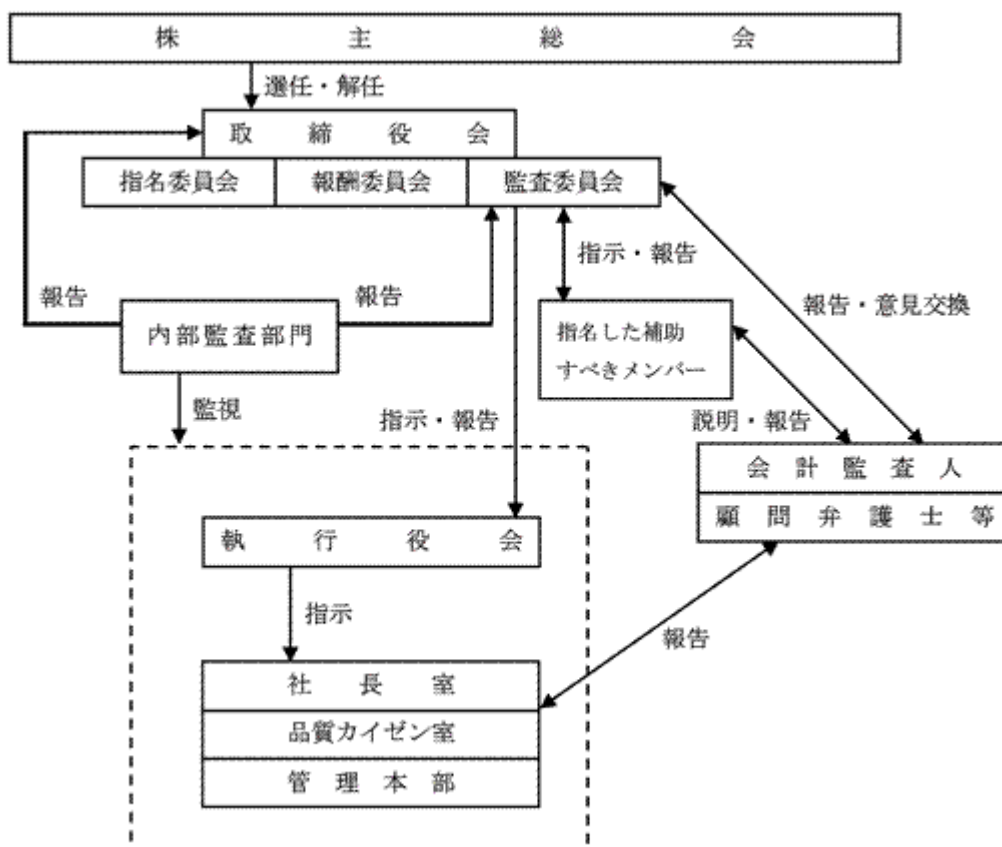 株主総会
選任・解任
取締役会
指名委員会
報酬委員会
監査委員会
指示・報告
報告
報告
報告・意見交換
内部監査部門
指名した補助
すべきメンバー
監視
指示・報告
説明・報告
会計監査人
顧問弁護士等
執行役会
指示
報告
社長室
品質カイゼン室
管理本部